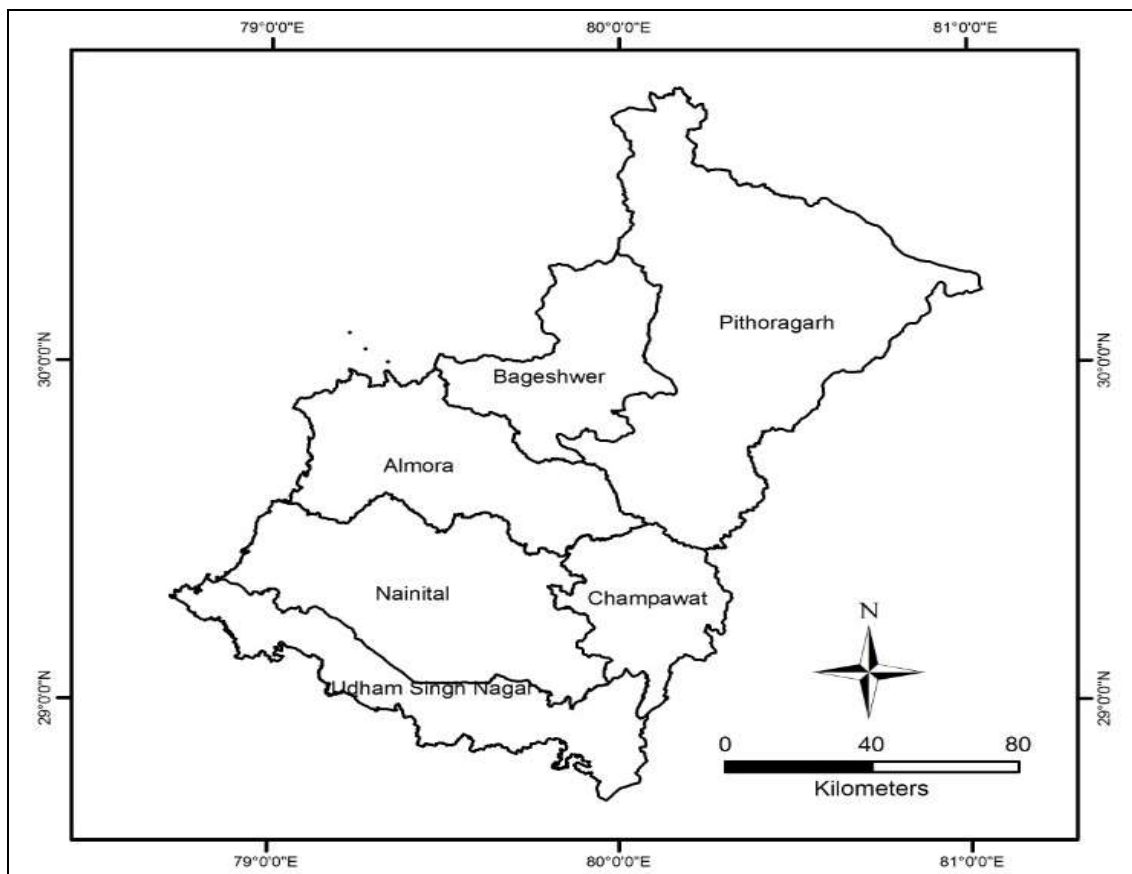 79°0'0"E 80°0'0"E 81°0'0"E
Pithoragarh
30°0'0"N 30°0'0"N
Bageshwer
Almora
Nainital
Champawat
N
Udham Singh Nagar
29°0'0"N 29°0'0"N
0 40 80
Kilometers
79°0'0"E 80°0'0"E 81°0'0"E